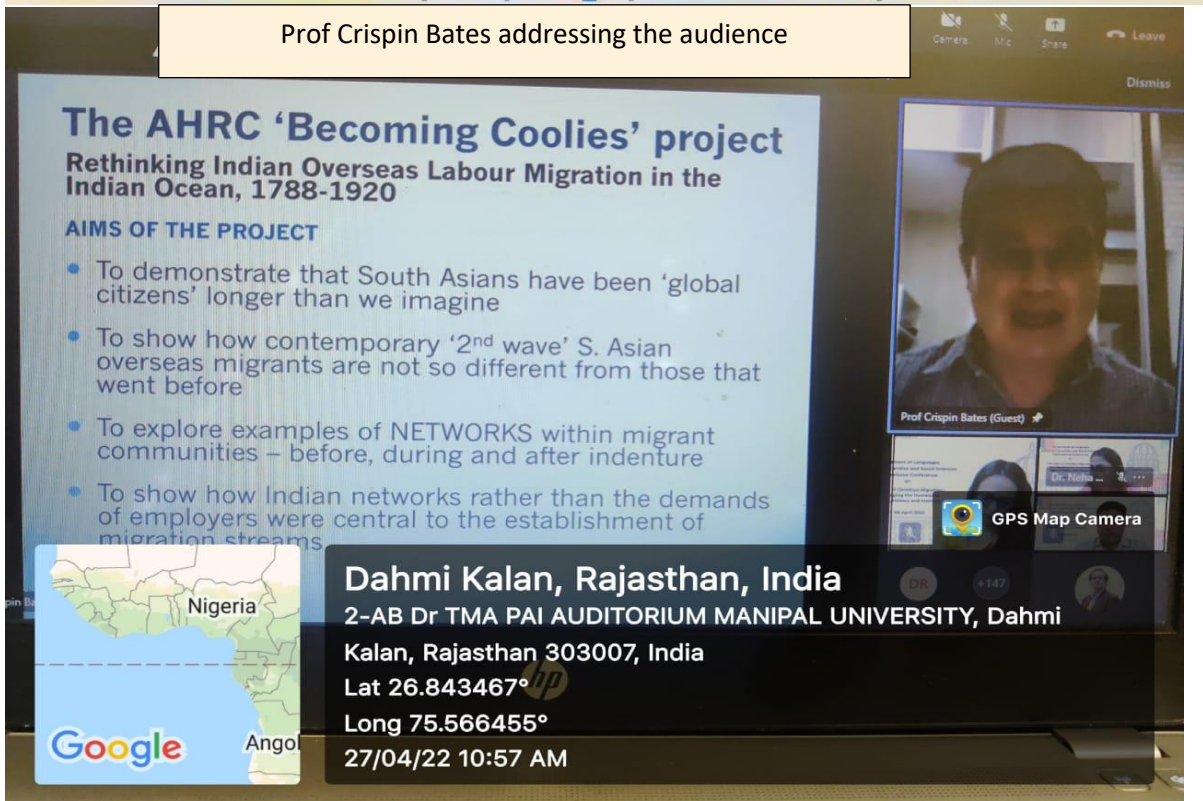 Prof Crispin Bates addressing the audience
Camera Mic Share Leave
Dismiss
The AHRC ‘Becoming Coolies’ project
Rethinking Indian Overseas Labour Migration in the
Indian Ocean, 1788-1920
AIMS OF THE PROJECT
• To demonstrate that South Asians have been ‘global
citizens’ longer than we imagine
• To show how contemporary ‘2nd wave’ S. Asian
overseas migrants are not so different from those that
went before
• To explore examples of NETWORKS within migrant
communities – before, during and after indenture
• To show how Indian networks rather than the demands
of employers were central to the establishment of
migration streams
Prof Crispin Bates (Guest)
Dr. Neha ...
GPS Map Camera
DR
+147
Nigeria
Google
Dahmi Kalan, Rajasthan, India
2-AB Dr TMA PAI AUDITORIUM MANIPAL UNIVERSITY, Dahmi
Kalan, Rajasthan 303007, India
Lat 26.843467°
Long 75.566455°
27/04/22 10:57 AM
hp